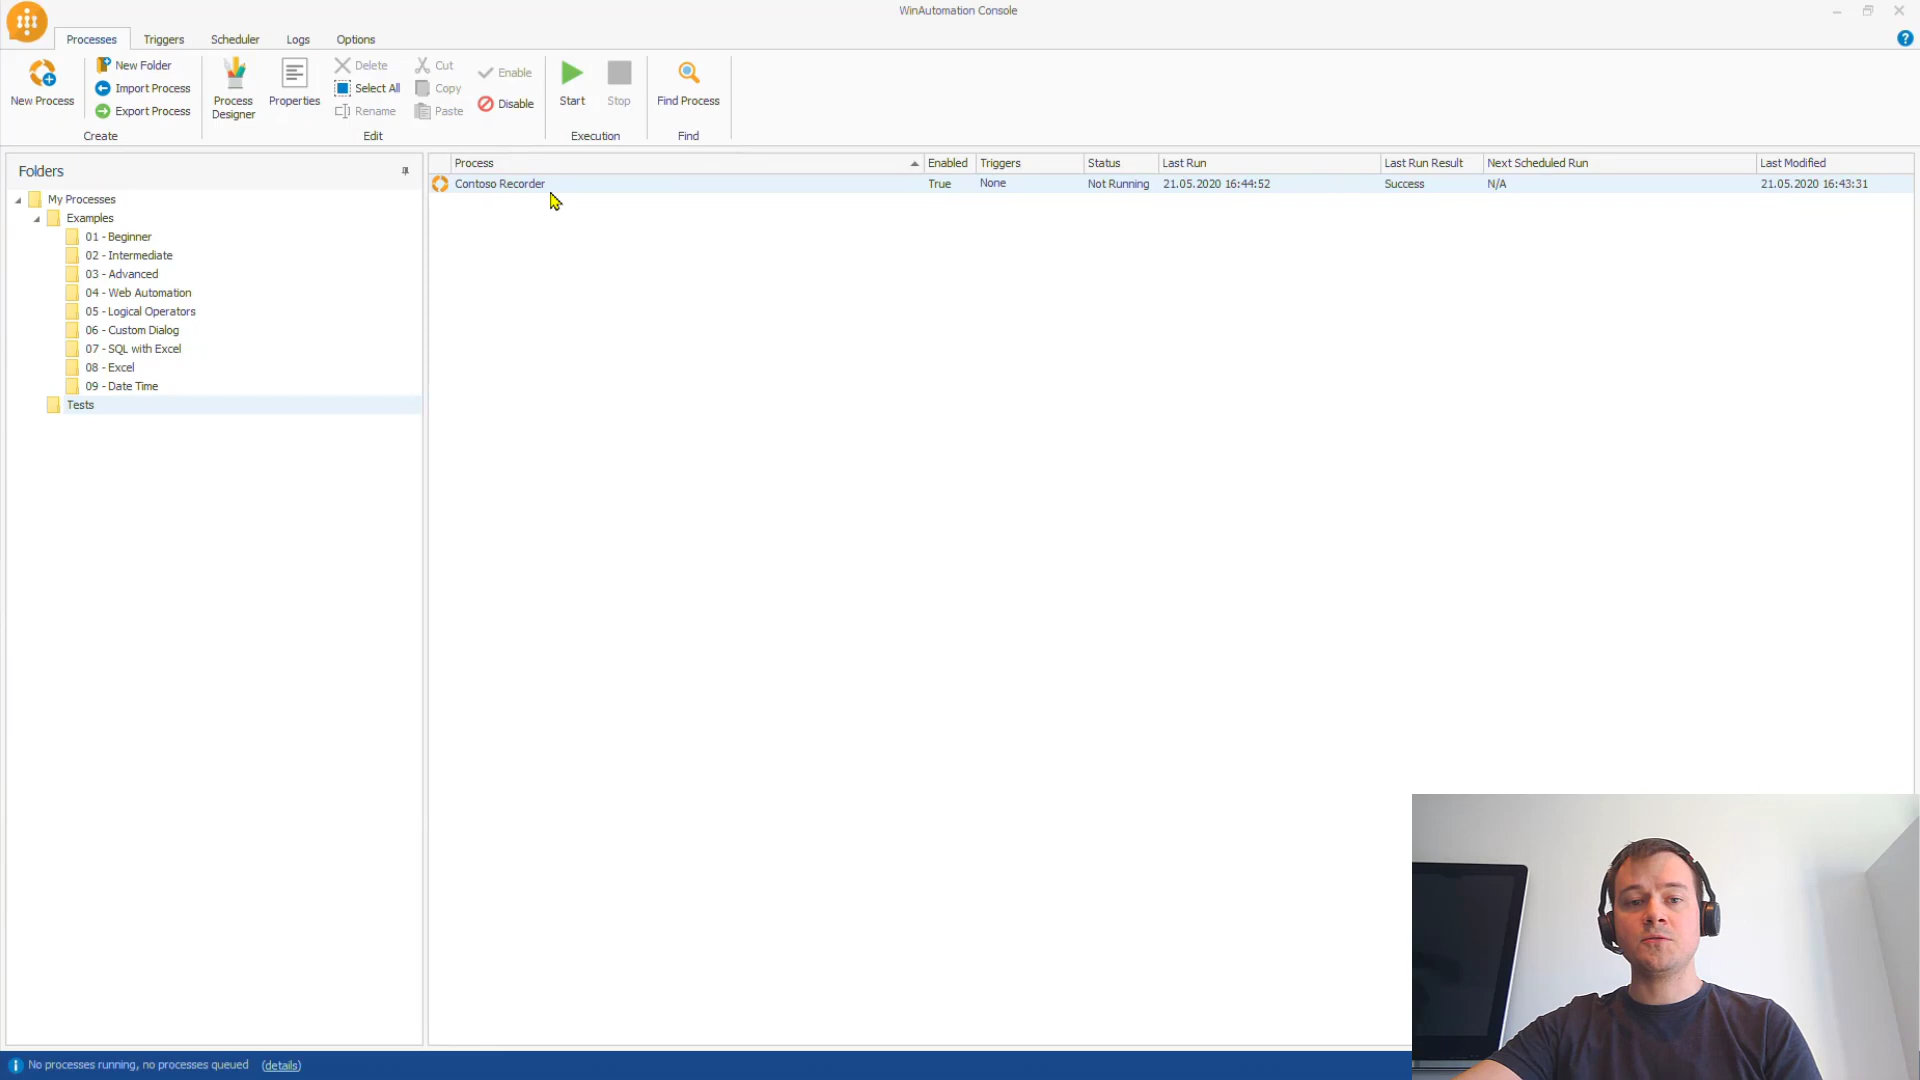 WinAutomation Console
Processes Triggers Scheduler Logs Options
New Process
New Folder
Import Process
Export Process
Create
Process Designer
Properties
Delete
Select All
Rename
Cut
Copy
Paste
Enable
Disable
Edit
Start
Stop
Execution
Find Process
Find
Folders
My Processes
Examples
01 - Beginner
02 - Intermediate
03 - Advanced
04 - Web Automation
05 - Logical Operators
06 - Custom Dialog
07 - SQL with Excel
08 - Excel
09 - Date Time
Tests
Process Enabled Triggers Status Last Run Last Run Result Next Scheduled Run Last Modified
Contoso Recorder True None Not Running 21.05.2020 16:44:52 Success N/A 21.05.2020 16:43:31
No processes running, no processes queued (details)